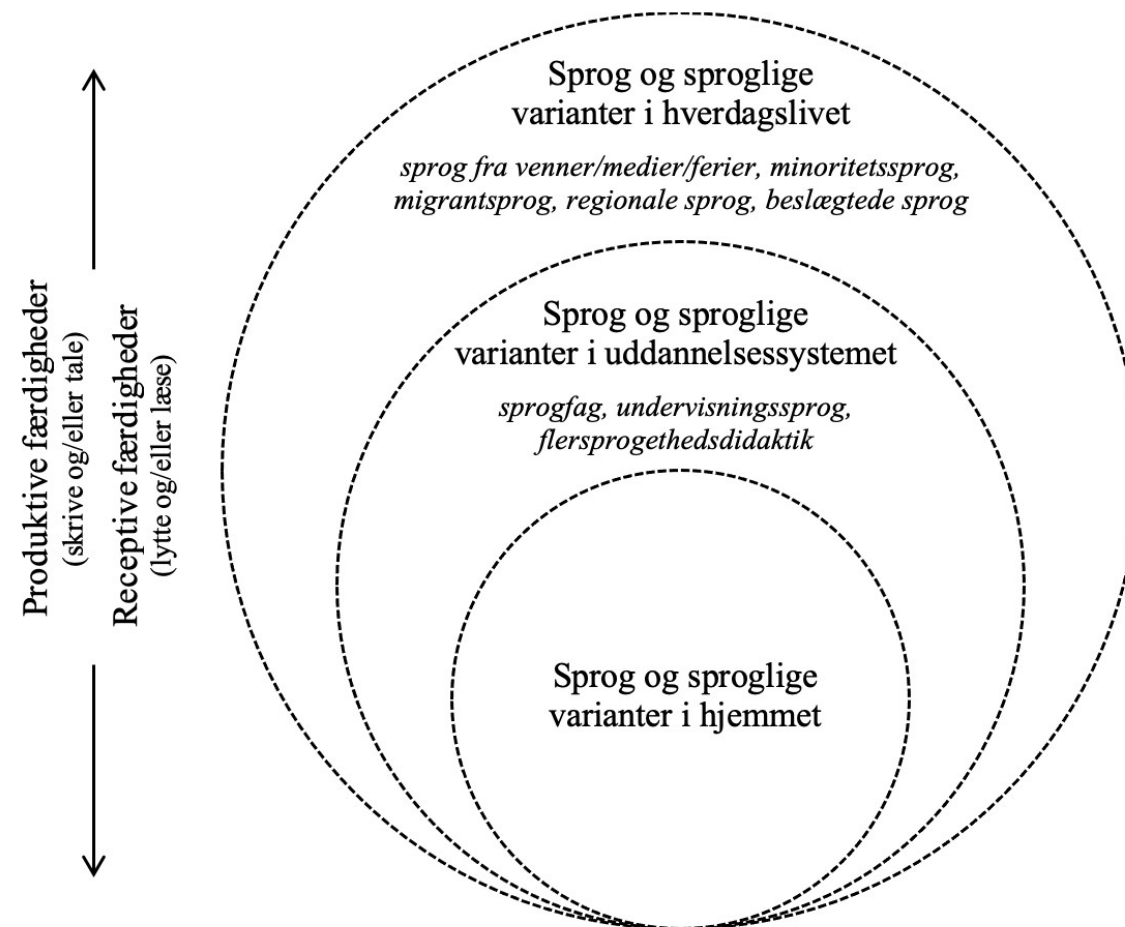 Produktive færdigheder
(skrive og/eller tale)
Receptive færdigheder
(lytte og/eller læse)
Sprog og sproglige
varianter i hverdagslivet
sprog fra venner/medier/ferier, minoritetssprog,
migrantsprog, regionale sprog, beslægtede sprog
Sprog og sproglige
varianter i uddannelsessystemet
sprogfag, undervisningssprog,
flersprogethedsdidaktik
Sprog og sproglige
varianter i hjemmet